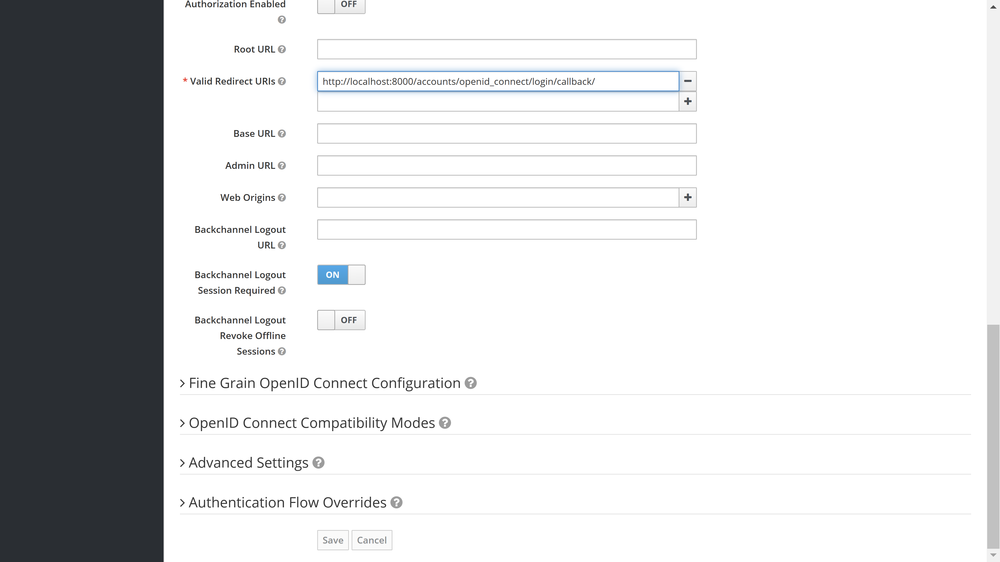 Authorization Enabled
OFF
Root URL
* Valid Redirect URIs
http://localhost:8000/accounts/openid_connect/login/callback/
Base URL
Admin URL
Web Origins
Backchannel Logout
URL
Backchannel Logout
Session Required
ON
Backchannel Logout
Revoke Offline
Sessions
OFF
Fine Grain OpenID Connect Configuration
OpenID Connect Compatibility Modes
Advanced Settings
Authentication Flow Overrides
Save
Cancel